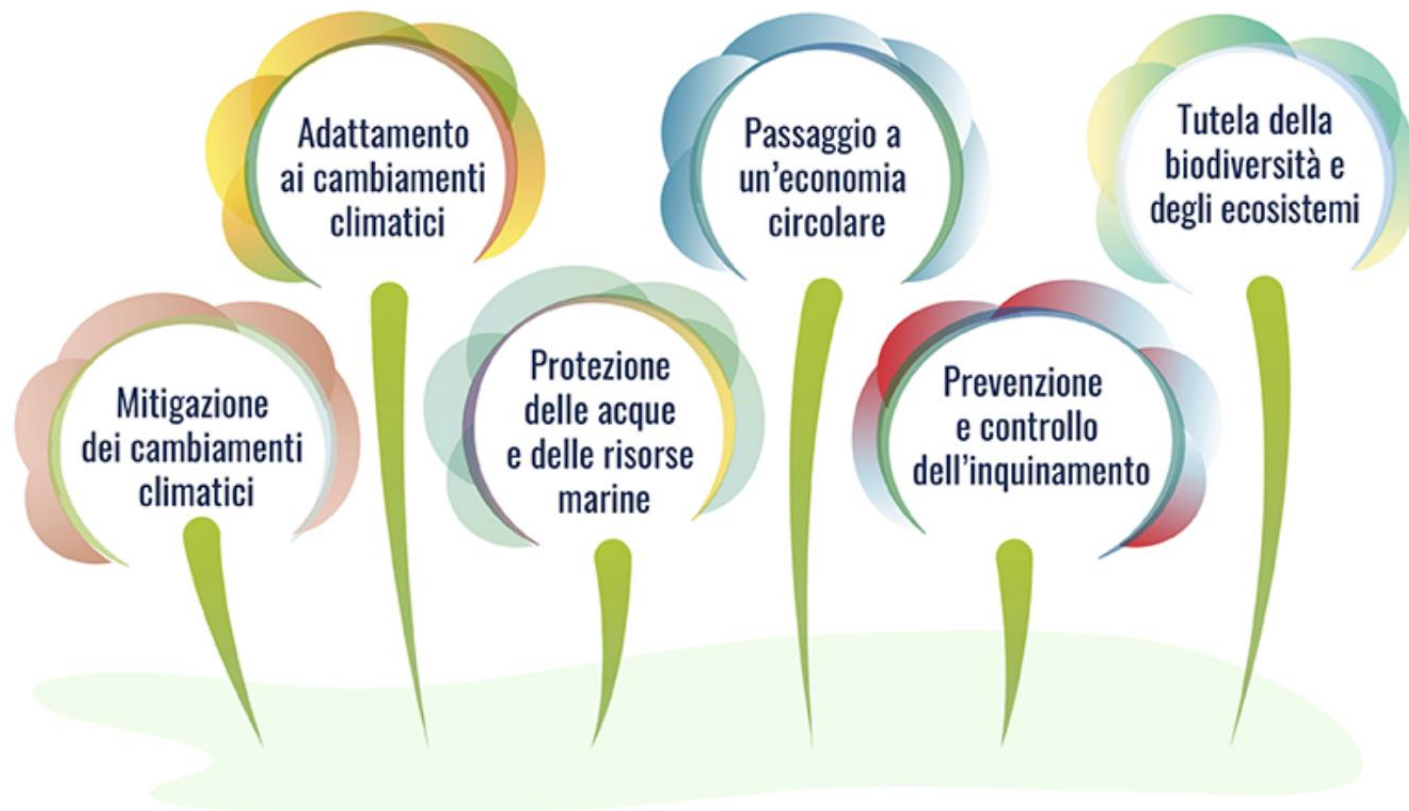 Adattamento
ai cambiamenti
climatici
Passaggio a
un’economia
circolare
Tutela della
biodiversità e
degli ecosistemi
Mitigazione
dei cambiamenti
climatici
Protezione
delle acque
e delle risorse
marine
Prevenzione
e controllo
dell’inquinamento